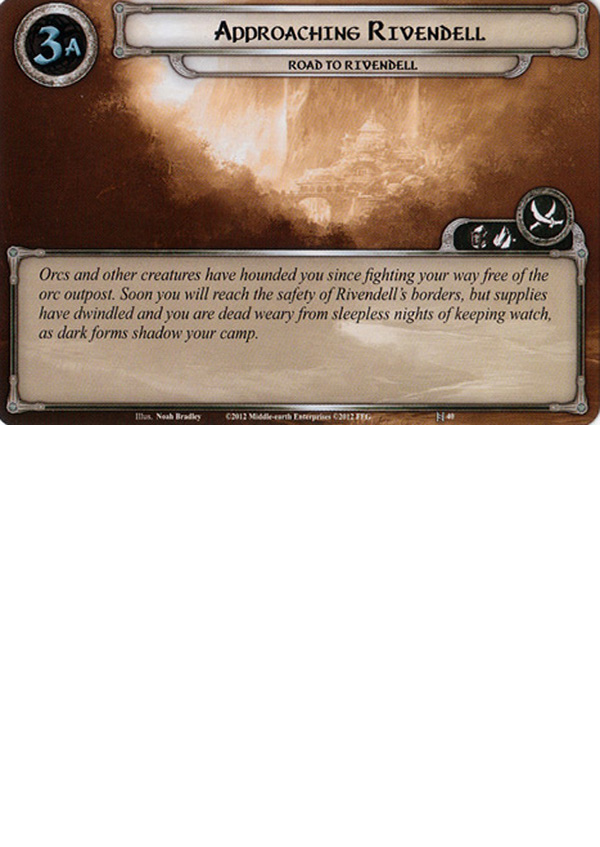 3A
APPROACHING RIVENDELL
ROAD TO RIVENDELL
Orcs and other creatures have hounded you since fighting your way free of the
orc outpost. Soon you will reach the safety of Rivendell's borders, but supplies
have dwindled and you are dead weary from sleepless nights of keeping watch,
as dark forms shadow your camp.
Illus. Noah Bradley ©2012 Middle-earth Enterprises ©2012 FFG 40